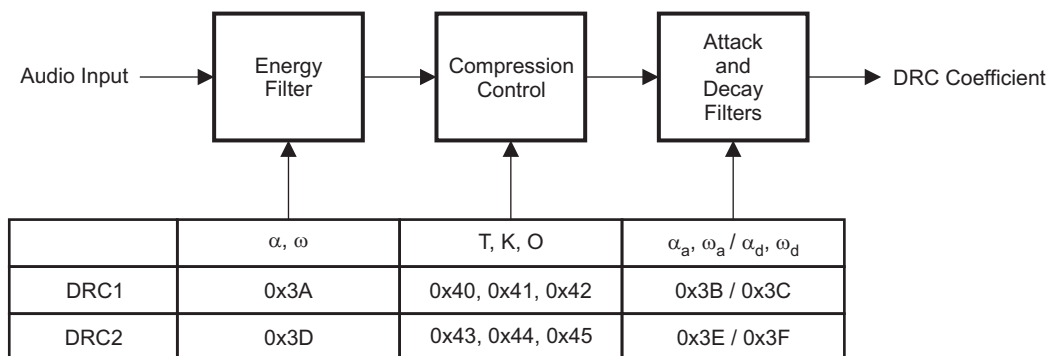 Audio Input
Energy
Filter
Compression
Control
Attack
and
Decay
Filters
DRC Coefficient
α, ω
T, K, O
αa, ωa / αd, ωd
DRC1
0x3A
0x40, 0x41, 0x42
0x3B / 0x3C
DRC2
0x3D
0x43, 0x44, 0x45
0x3E / 0x3F